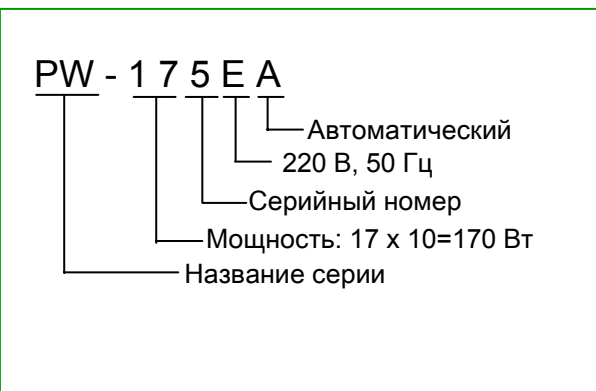 PW - 1 7 5 E A
Автоматический
220 В, 50 Гц
Серийный номер
Мощность: 17 x 10=170 Вт
Название серии